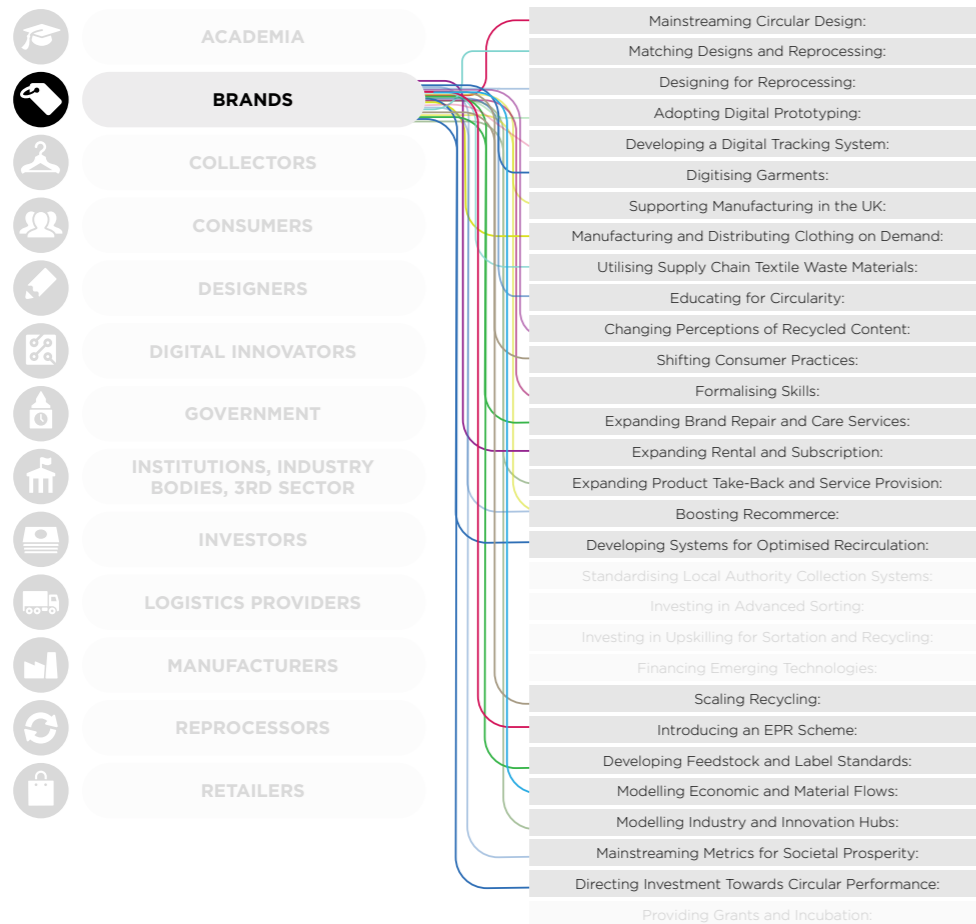 ACADEMIA
BRANDS
COLLECTORS
CONSUMERS
DESIGNERS
DIGITAL INNOVATORS
GOVERNMENT
INSTITUTIONS, INDUSTRY
BODIES, 3RD SECTOR
INVESTORS
LOGISTICS PROVIDERS
MANUFACTURERS
REPROCESSORS
RETAILERS
Mainstreaming Circular Design:
Matching Designs and Reprocessing:
Designing for Reprocessing:
Adopting Digital Prototyping:
Developing a Digital Tracking System:
Digitising Garments:
Supporting Manufacturing in the UK:
Manufacturing and Distributing Clothing on Demand:
Utilising Supply Chain Textile Waste Materials:
Educating for Circularity:
Changing Perceptions of Recycled Content:
Shifting Consumer Practices:
Formalising Skills:
Expanding Brand Repair and Care Services:
Expanding Rental and Subscription:
Expanding Product Take-Back and Service Provision:
Boosting Recommerce:
Developing Systems for Optimised Recirculation:
Standardising Local Authority Collection Systems:
Investing in Advanced Sorting:
Investing in Upskilling for Sortation and Recycling:
Financing Emerging Technologies:
Scaling Recycling:
Introducing an EPR Scheme:
Developing Feedstock and Label Standards:
Modelling Economic and Material Flows:
Modelling Industry and Innovation Hubs:
Mainstreaming Metrics for Societal Prosperity:
Directing Investment Towards Circular Performance:
Providing Grants and Incubation: